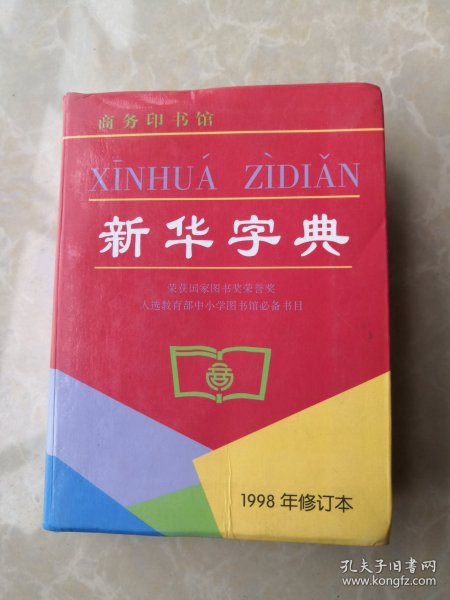 商务印书馆
XĪNHUÁ ZÌDIǍN
新华字典
荣获国家图书奖荣誉奖
入选教育部中小学图书馆必备书目
商
1998年修订本
孔夫子旧书网
www.kongfz.com